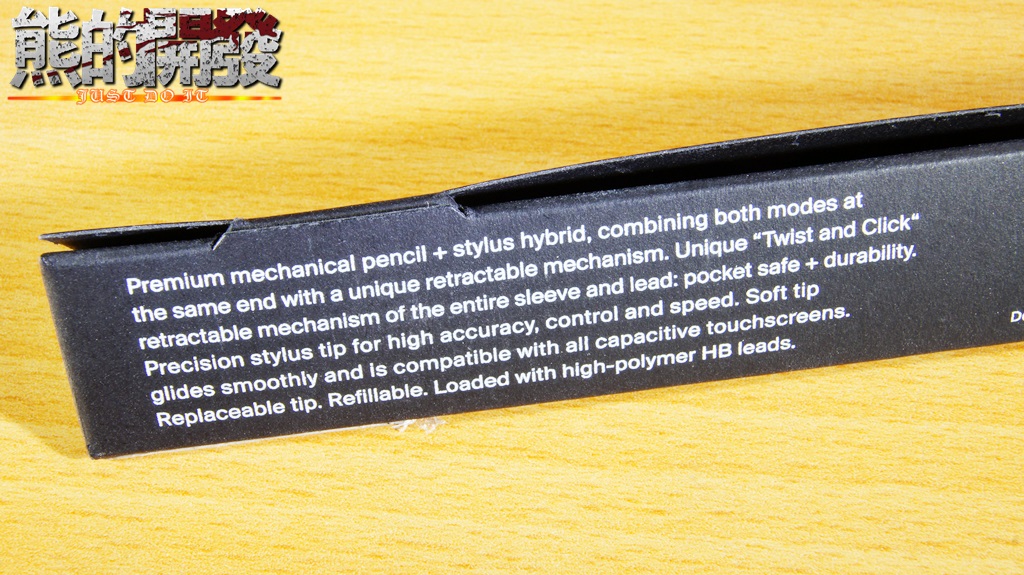 熊的爆發
JUST DO IT
Premium mechanical pencil + stylus hybrid, combining both modes at
the same end with a unique retractable mechanism. Unique “Twist and Click“
retractable mechanism of the entire sleeve and lead: pocket safe + durability.
Precision stylus tip for high accuracy, control and speed. Soft tip
glides smoothly and is compatible with all capacitive touchscreens.
Replaceable tip. Refillable. Loaded with high-polymer HB leads.